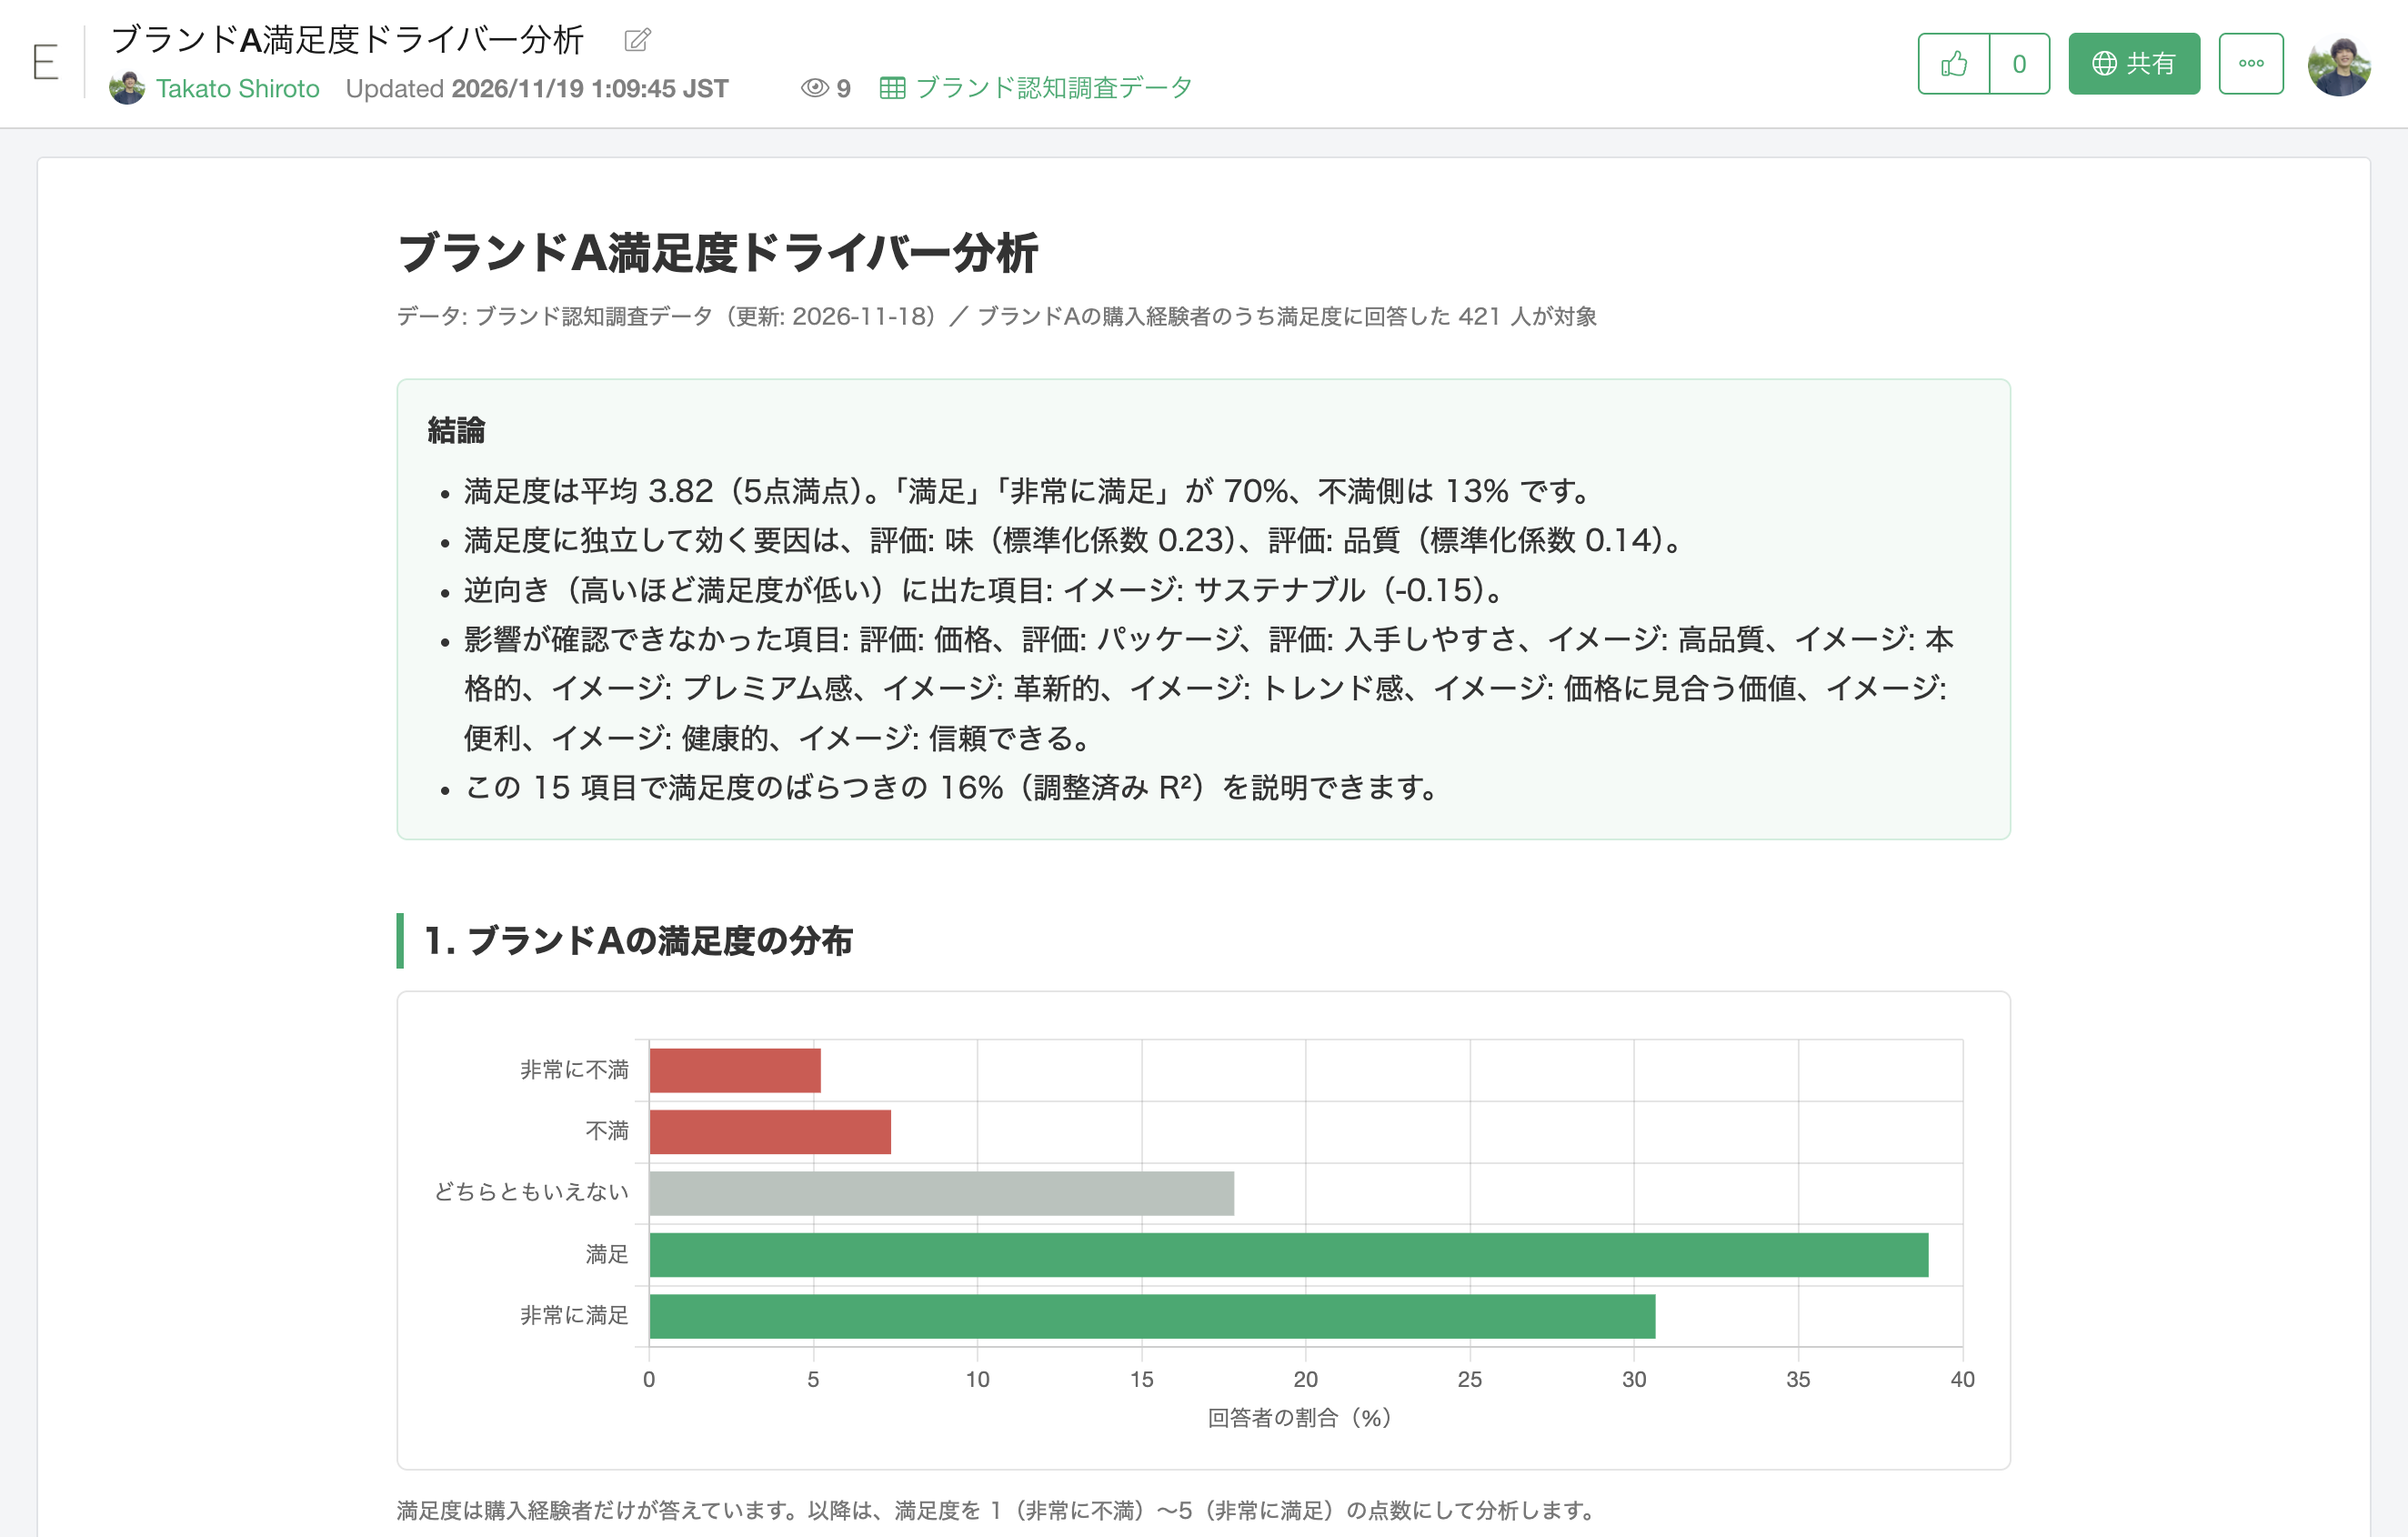 E
ブランドA満足度ドライバー分析
Takato Shiroto Updated 2026/11/19 1:09:45 JST 9 ブランド認知調査データ
0
共有
ブランドA満足度ドライバー分析
データ: ブランド認知調査データ（更新: 2026-11-18）／ ブランドAの購入経験者のうち満足度に回答した 421 人が対象
結論
• 満足度は平均 3.82（5点満点）。「満足」「非常に満足」が 70%、不満側は 13% です。
• 満足度に独立して効く要因は、評価: 味（標準化係数 0.23）、評価: 品質（標準化係数 0.14）。
• 逆向き（高いほど満足度が低い）に出た項目: イメージ: サステナブル（-0.15）。
• 影響が確認できなかった項目: 評価: 価格、評価: パッケージ、評価: 入手しやすさ、イメージ: 高品質、イメージ: 本
格的、イメージ: プレミアム感、イメージ: 革新的、イメージ: トレンド感、イメージ: 価格に見合う価値、イメージ:
便利、イメージ: 健康的、イメージ: 信頼できる。
• この 15 項目で満足度のばらつきの 16%（調整済み R²）を説明できます。
1. ブランドAの満足度の分布
非常に不満
不満
どちらともいえない
満足
非常に満足
0 5 10 15 20 25 30 35 40
回答者の割合（%）
満足度は購入経験者だけが答えています。以降は、満足度を 1（非常に不満）〜5（非常に満足）の点数にして分析します。